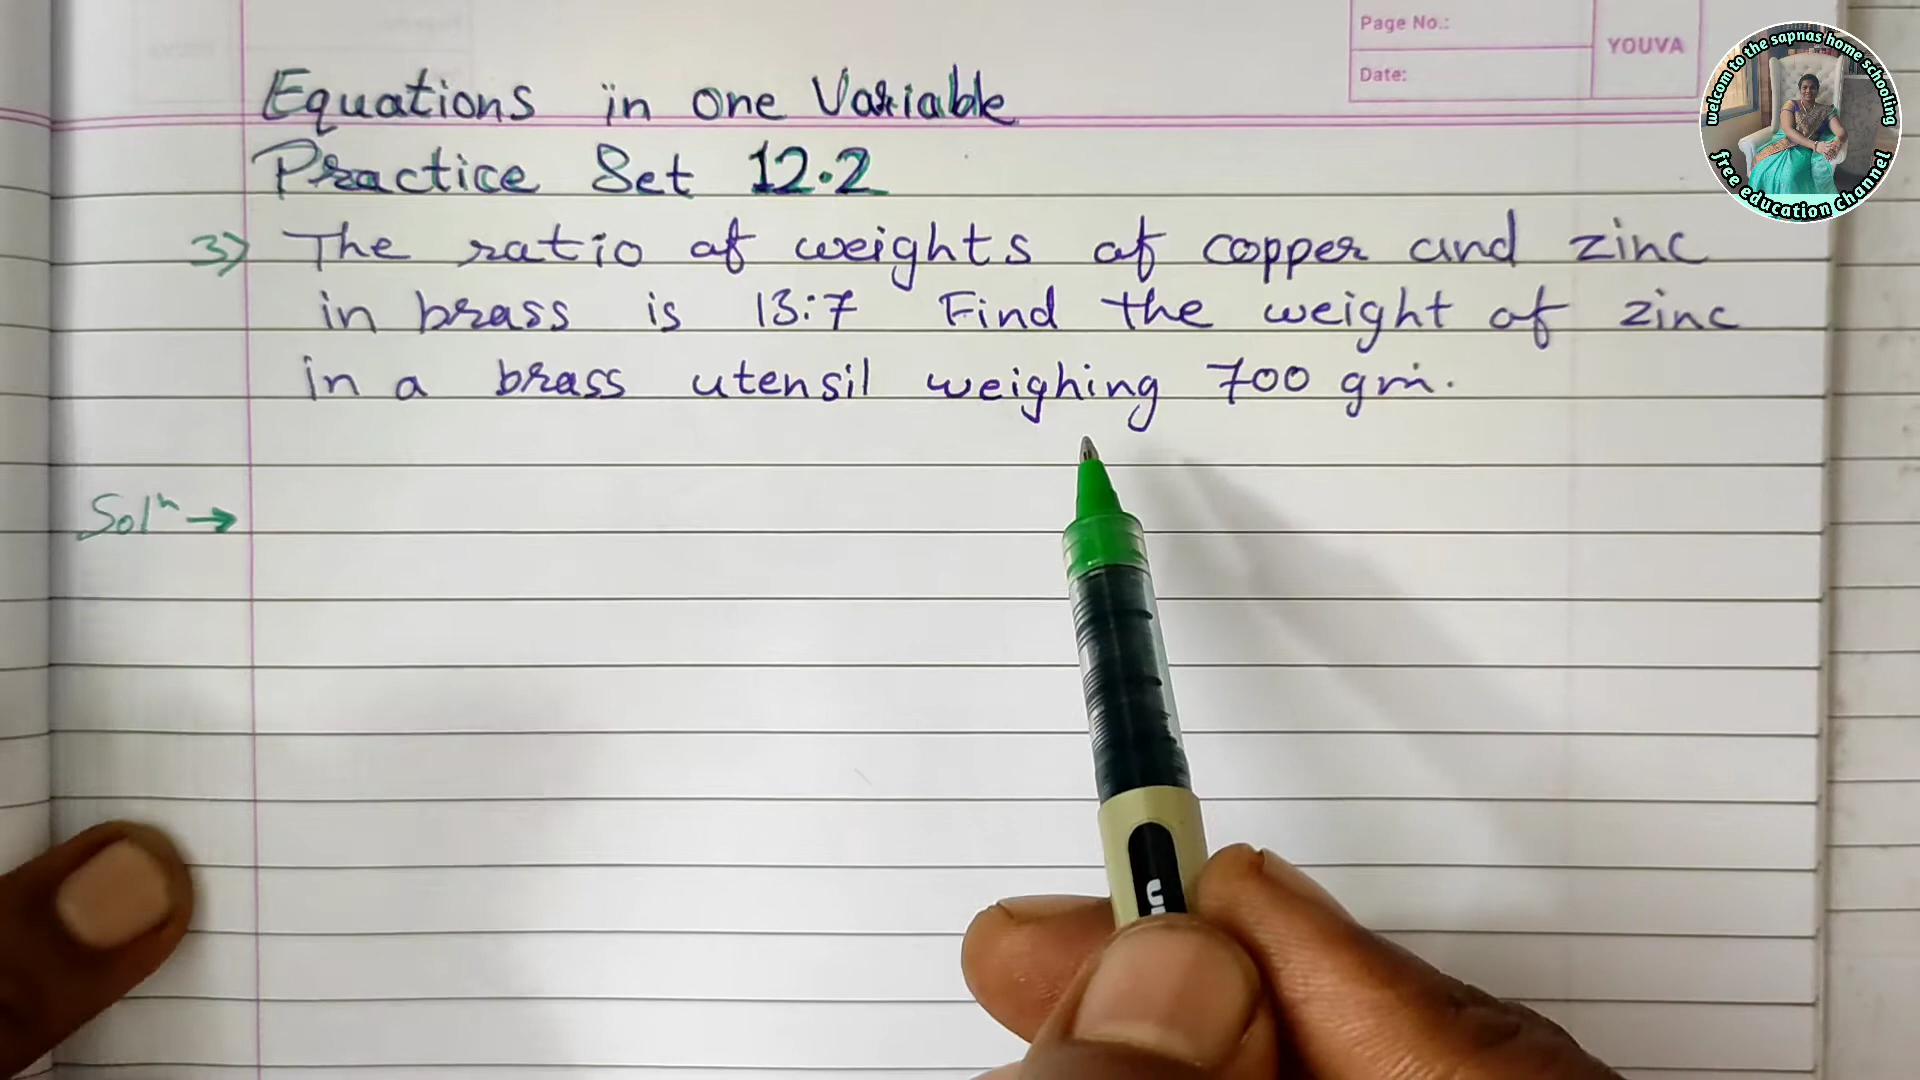 Page No.:
YOUVA
Date:
welcom to the sapnas home schooling
free education channel
Equations in one Variable
Practice Set 12.2
3) The ratio of weights of copper and zinc
in brass is 13:7 Find the weight of zinc
in a brass utensil weighing 700 gm.
Solⁿ →